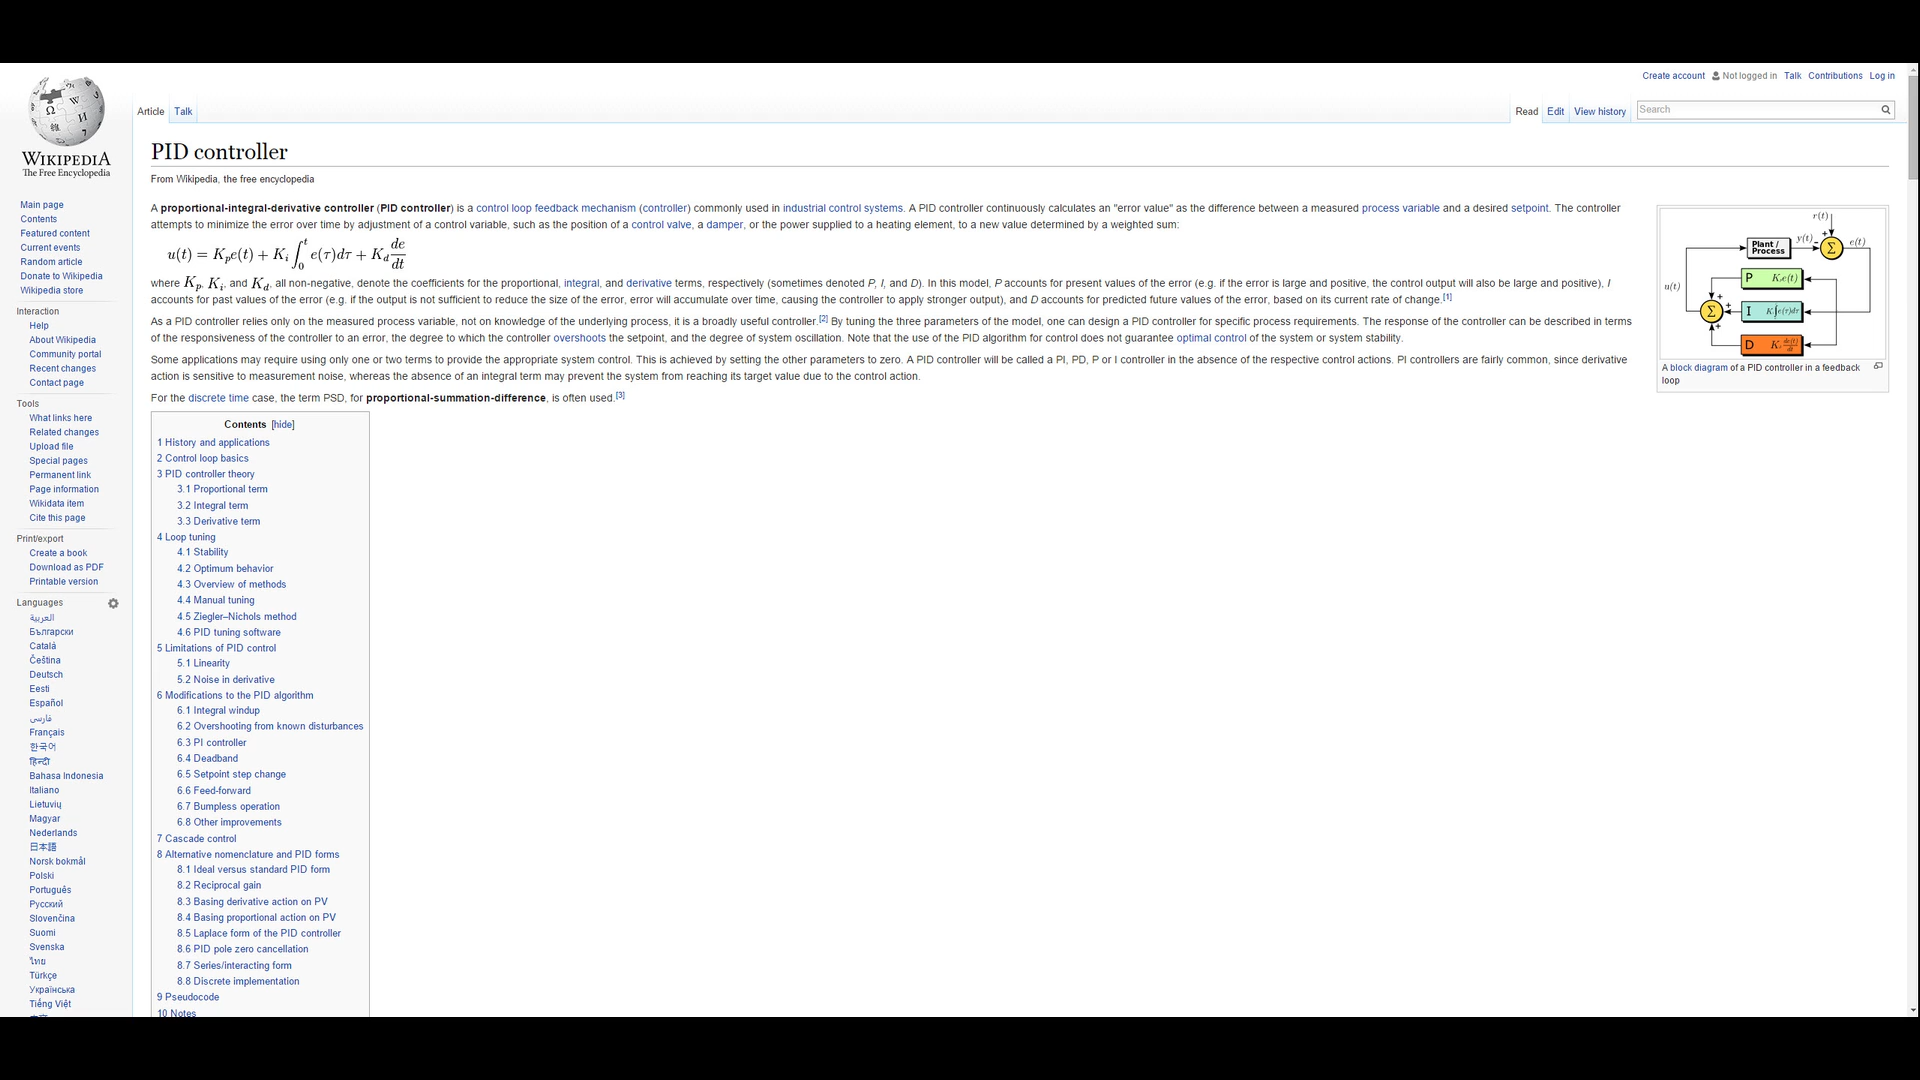 Create account Not logged in Talk Contributions Log in
Article Talk
Read Edit View history Search
WIKIPEDIA
The Free Encyclopedia
Main page
Contents
Featured content
Current events
Random article
Donate to Wikipedia
Wikipedia store
Interaction
Help
About Wikipedia
Community portal
Recent changes
Contact page
Tools
What links here
Related changes
Upload file
Special pages
Permanent link
Page information
Wikidata item
Cite this page
Print/export
Create a book
Download as PDF
Printable version
Languages
العربية
Български
Català
Čeština
Deutsch
Eesti
Español
فارسی
Français
한국어
हिन्दी
Bahasa Indonesia
Italiano
Lietuvių
Magyar
Nederlands
日本語
Norsk bokmål
Polski
Português
Русский
Slovenčina
Suomi
Svenska
ไทย
Türkçe
Українська
Tiếng Việt
PID controller
From Wikipedia, the free encyclopedia
A proportional-integral-derivative controller (PID controller) is a control loop feedback mechanism (controller) commonly used in industrial control systems. A PID controller continuously calculates an "error value" as the difference between a measured process variable and a desired setpoint. The controller
attempts to minimize the error over time by adjustment of a control variable, such as the position of a control valve, a damper, or the power supplied to a heating element, to a new value determined by a weighted sum:
u(t) = K_p e(t) + K_i ∫_0^t e(τ)dτ + K_d de/dt
where K_p, K_i, and K_d, all non-negative, denote the coefficients for the proportional, integral, and derivative terms, respectively (sometimes denoted P, I, and D). In this model, P accounts for present values of the error (e.g. if the error is large and positive, the control output will also be large and positive), I
accounts for past values of the error (e.g. if the output is not sufficient to reduce the size of the error, error will accumulate over time, causing the controller to apply stronger output), and D accounts for predicted future values of the error, based on its current rate of change.[1]
As a PID controller relies only on the measured process variable, not on knowledge of the underlying process, it is a broadly useful controller.[2] By tuning the three parameters of the model, one can design a PID controller for specific process requirements. The response of the controller can be described in terms
of the responsiveness of the controller to an error, the degree to which the controller overshoots the setpoint, and the degree of system oscillation. Note that the use of the PID algorithm for control does not guarantee optimal control of the system or system stability.
Some applications may require using only one or two terms to provide the appropriate system control. This is achieved by setting the other parameters to zero. A PID controller will be called a PI, PD, P or I controller in the absence of the respective control actions. PI controllers are fairly common, since derivative
action is sensitive to measurement noise, whereas the absence of an integral term may prevent the system from reaching its target value due to the control action.
For the discrete time case, the term PSD, for proportional-summation-difference, is often used.[3]
Contents [hide]
1 History and applications
2 Control loop basics
3 PID controller theory
3.1 Proportional term
3.2 Integral term
3.3 Derivative term
4 Loop tuning
4.1 Stability
4.2 Optimum behavior
4.3 Overview of methods
4.4 Manual tuning
4.5 Ziegler–Nichols method
4.6 PID tuning software
5 Limitations of PID control
5.1 Linearity
5.2 Noise in derivative
6 Modifications to the PID algorithm
6.1 Integral windup
6.2 Overshooting from known disturbances
6.3 PI controller
6.4 Deadband
6.5 Setpoint step change
6.6 Feed-forward
6.7 Bumpless operation
6.8 Other improvements
7 Cascade control
8 Alternative nomenclature and PID forms
8.1 Ideal versus standard PID form
8.2 Reciprocal gain
8.3 Basing derivative action on PV
8.4 Basing proportional action on PV
8.5 Laplace form of the PID controller
8.6 PID pole zero cancellation
8.7 Series/interacting form
8.8 Discrete implementation
9 Pseudocode
10 Notes
r(t)
Plant / Process y(t) Σ e(t)
P
u(t)
Σ I
D
A block diagram of a PID controller in a feedback
loop